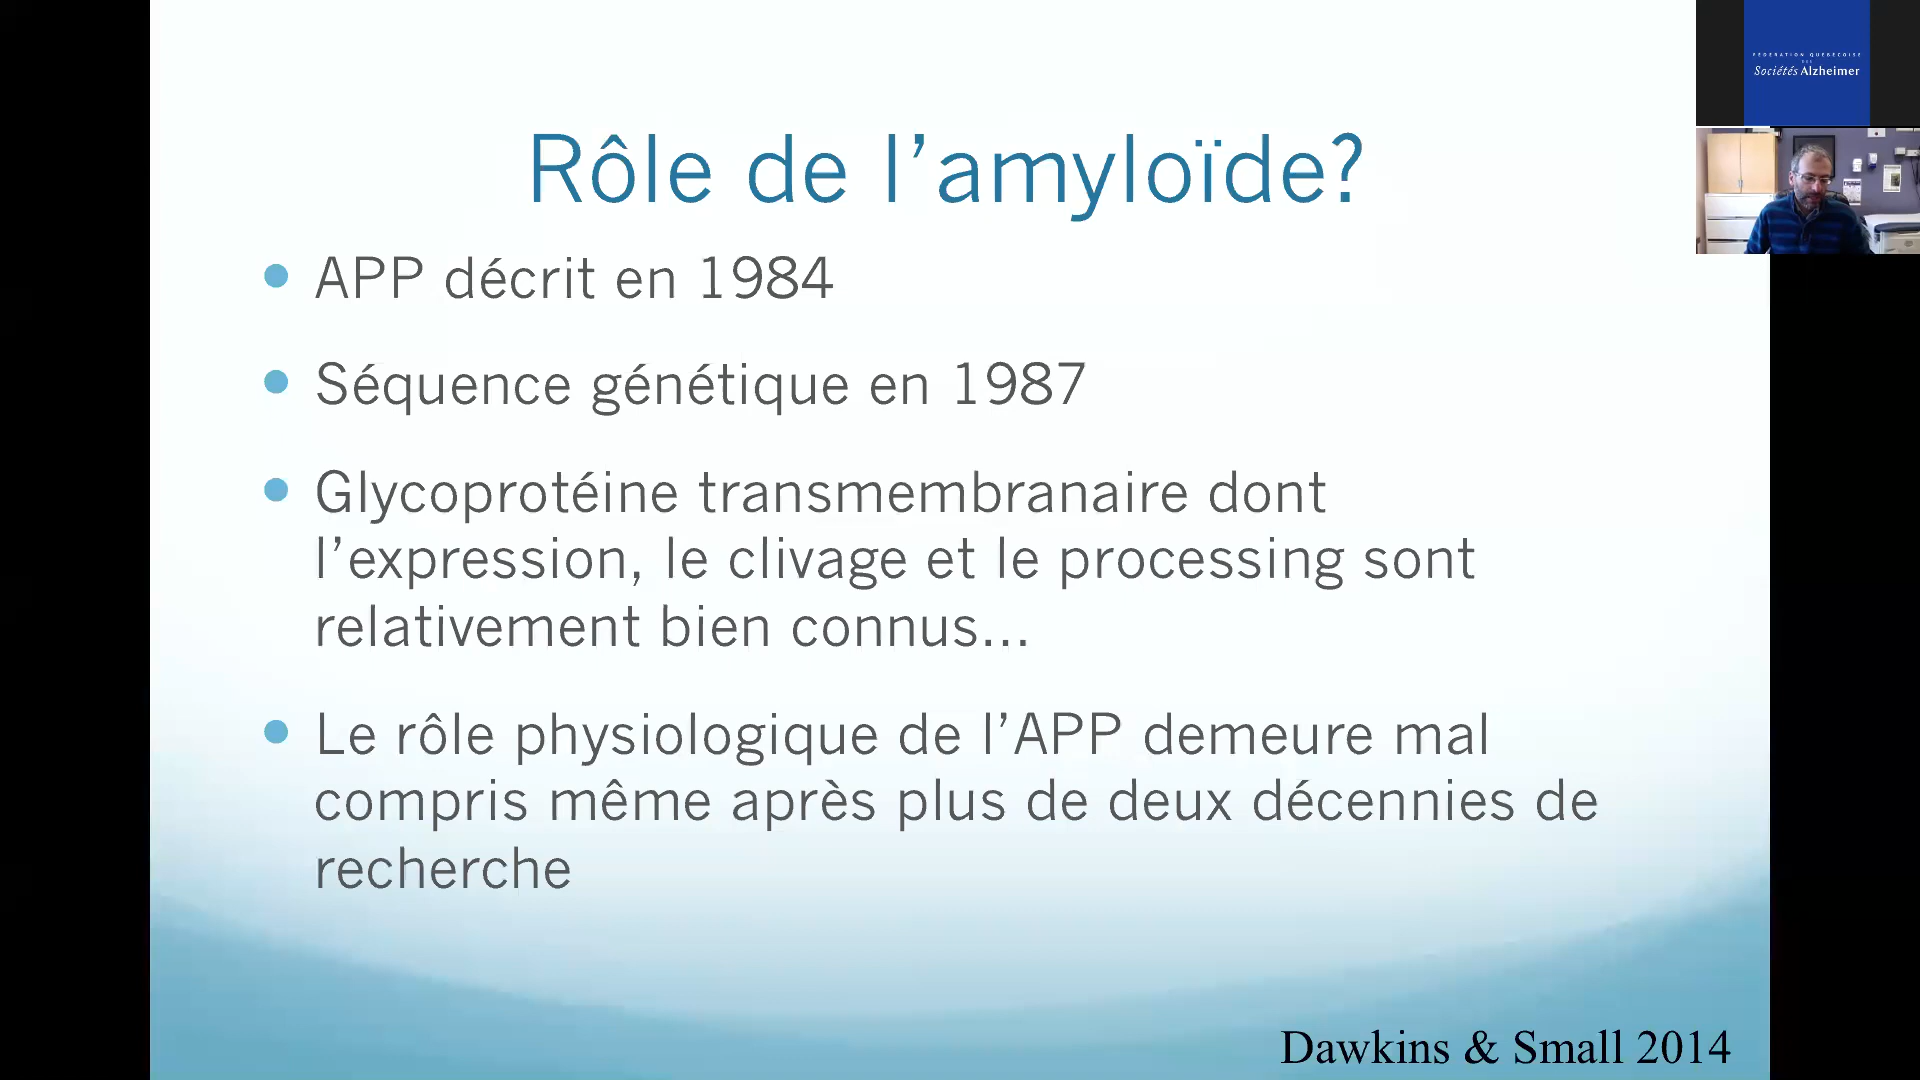 Rôle de l’amyloïde?
APP décrit en 1984
Séquence génétique en 1987
Glycoprotéine transmembranaire dont
l’expression, le clivage et le processing sont
relativement bien connus...
Le rôle physiologique de l’APP demeure mal
compris même après plus de deux décennies de
recherche
Dawkins & Small 2014
FÉDÉRATION QUÉBÉCOISE
DES
Sociétés Alzheimer